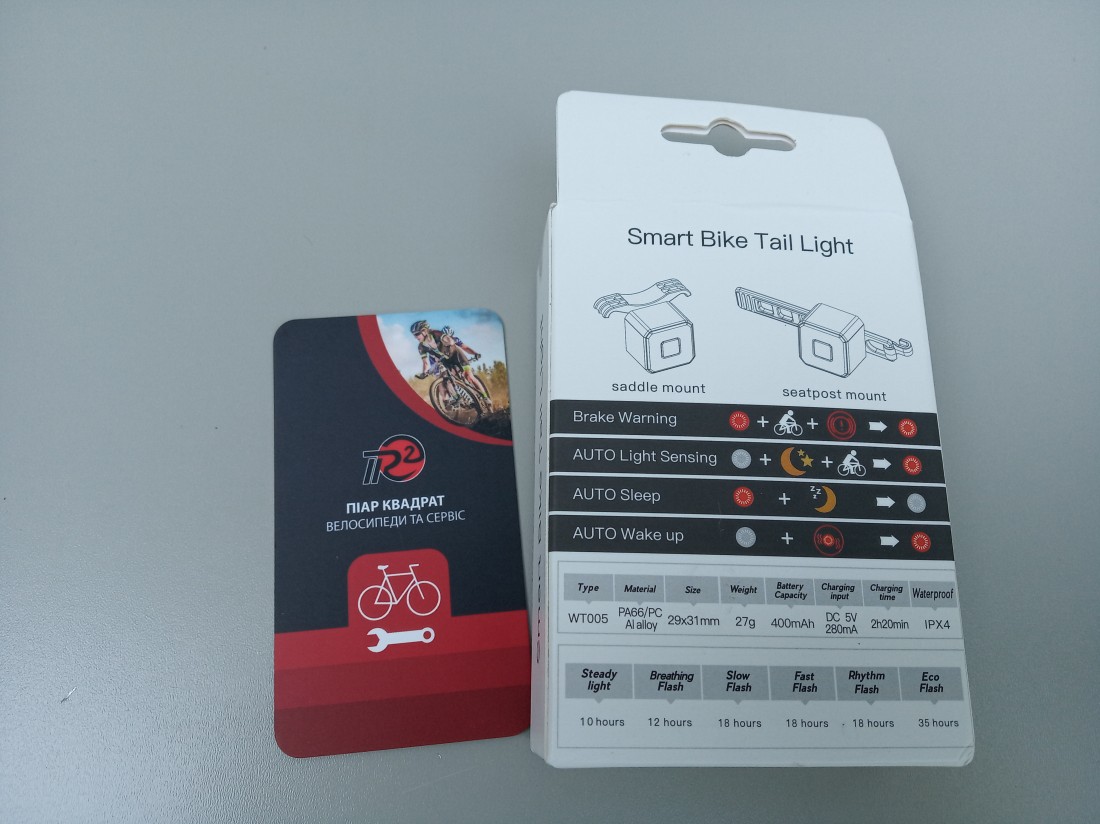 R2
ПІАР КВАДРАТ
ВЕЛОСИПЕДИ ТА СЕРВІС
Smart Bike Tail Light
saddle mount
seatpost mount
Brake Warning
AUTO Light Sensing
AUTO Sleep
zzz
AUTO Wake up
Type Material Size Weight Battery Capacity Charging input Charging time Waterproof
WT005 PA66/PC Al alloy 29x31mm 27g 400mAh DC 5V 280mA 2h20min IPX4
Steady light Breathing Flash Slow Flash Fast Flash Rhythm Flash Eco Flash
10 hours 12 hours 18 hours 18 hours 18 hours 35 hours